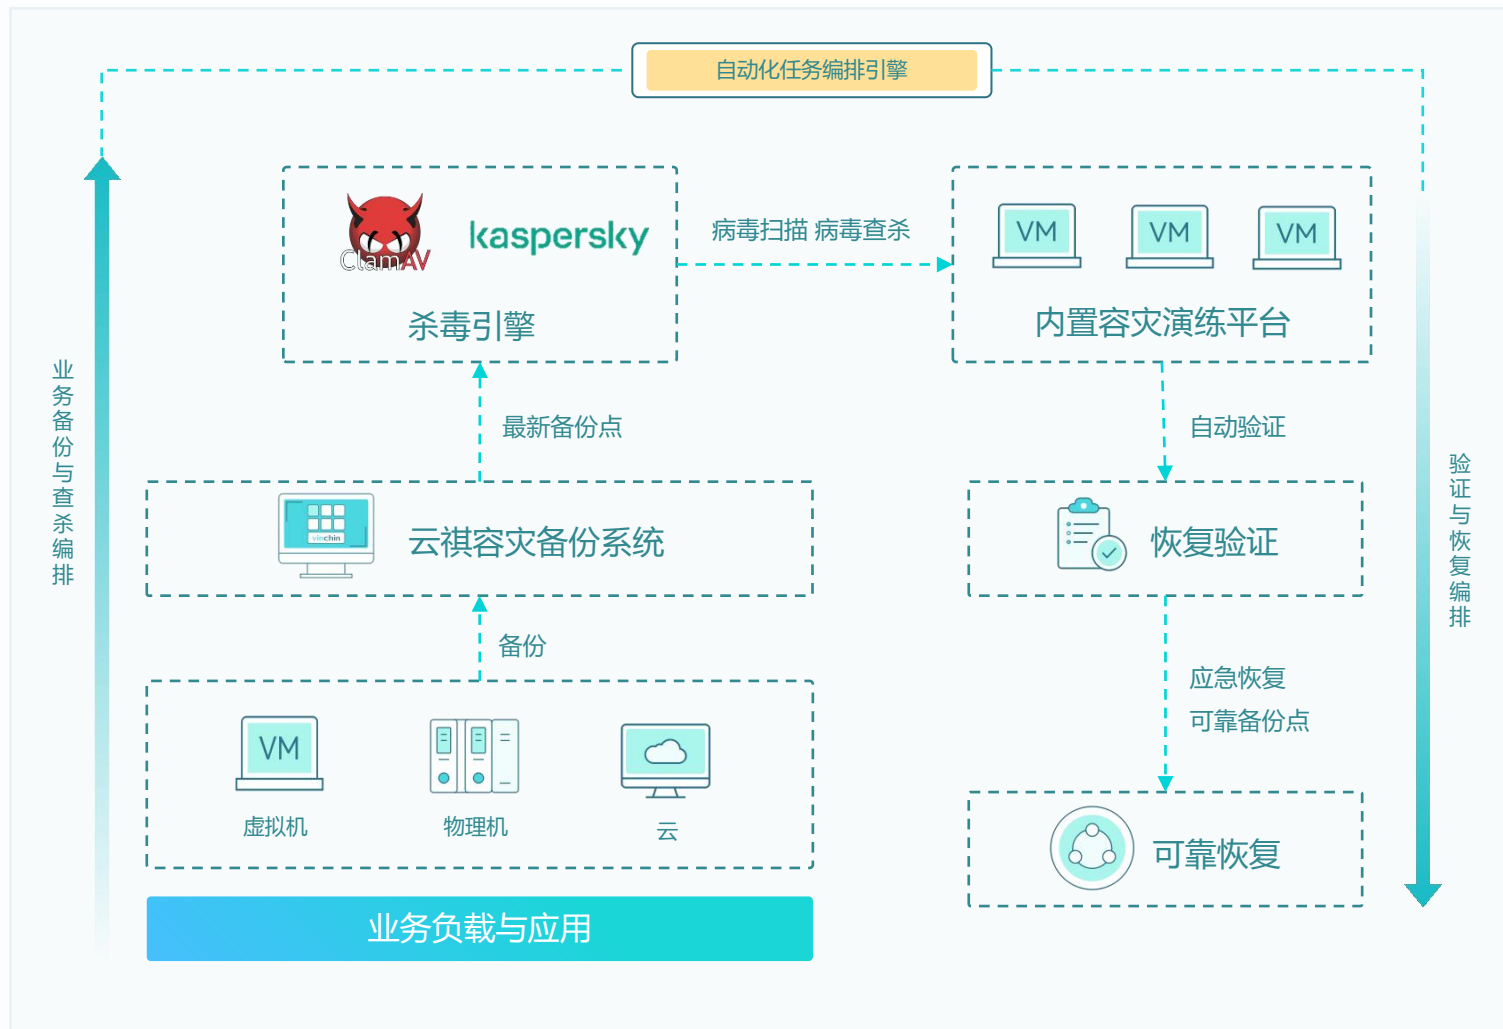 自动化任务编排引擎
业务备份与查杀编排
ClamAV
kaspersky
杀毒引擎
病毒扫描 病毒查杀
VM
VM
VM
内置容灾演练平台
最新备份点
自动验证
vinchin
云祺容灾备份系统
恢复验证
验证与恢复编排
备份
应急恢复
可靠备份点
VM
虚拟机
物理机
云
可靠恢复
业务负载与应用